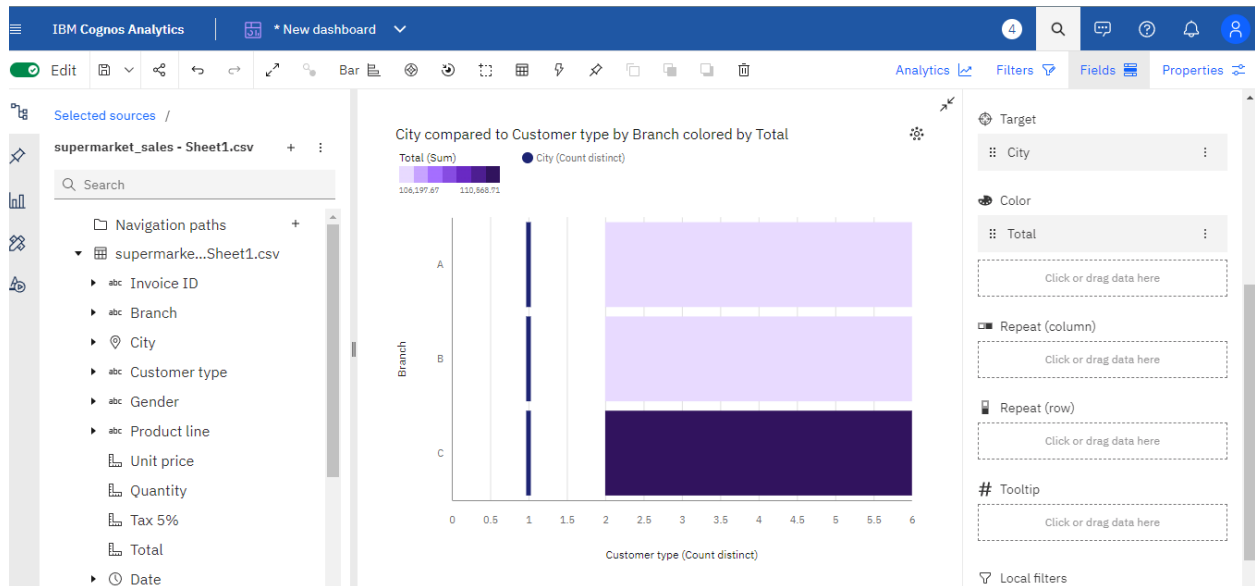 IBM Cognos Analytics
* New dashboard
4
Edit
Bar
Analytics
Filters
Fields
Properties
Selected sources /
supermarket_sales - Sheet1.csv
Search
Navigation paths
supermarke...Sheet1.csv
abc Invoice ID
abc Branch
City
abc Customer type
abc Gender
abc Product line
Unit price
Quantity
Tax 5%
Total
Date
City compared to Customer type by Branch colored by Total
Total (Sum)
City (Count distinct)
106,197.67 110,568.71
Branch
A
B
C
0 0.5 1 1.5 2 2.5 3 3.5 4 4.5 5 5.5 6
Customer type (Count distinct)
Target
City
Color
Total
Click or drag data here
Repeat (column)
Click or drag data here
Repeat (row)
Click or drag data here
# Tooltip
Click or drag data here
Local filters